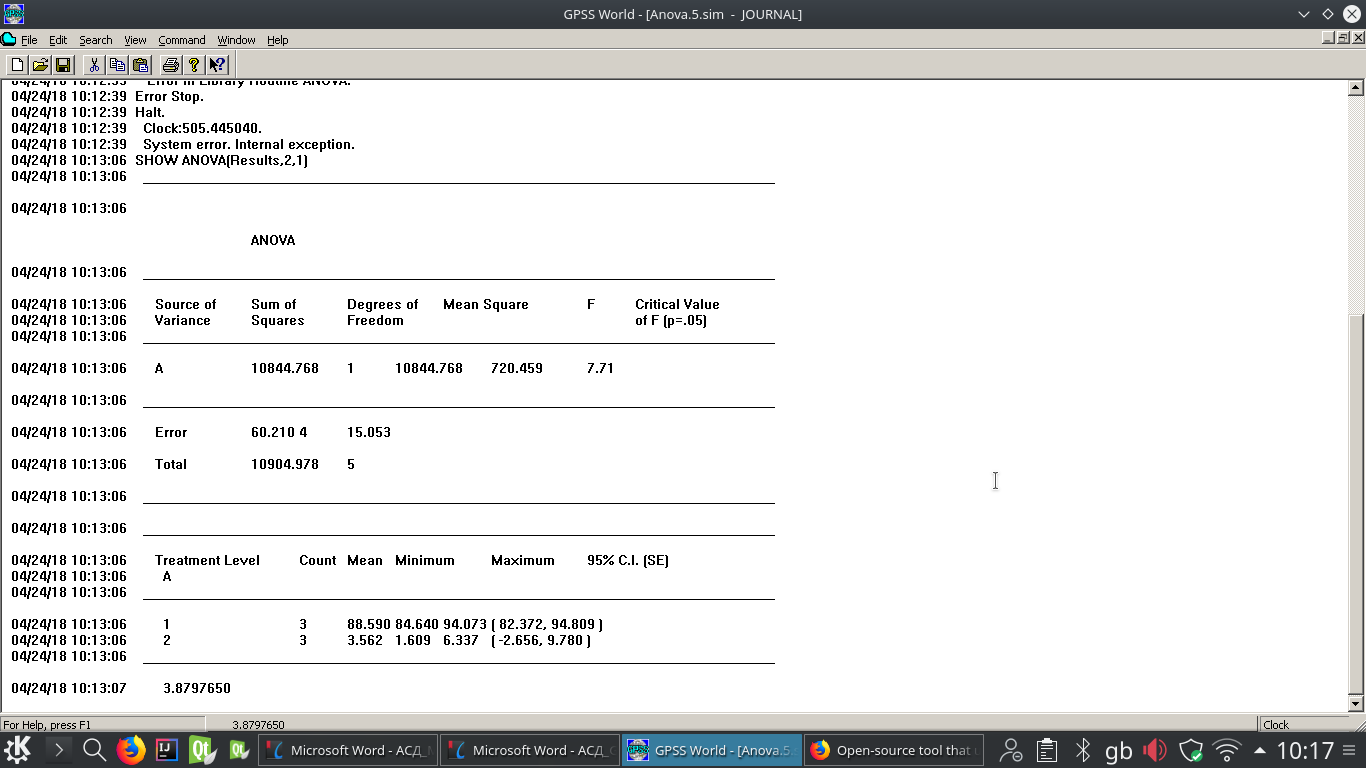 GPSS World - [Anova.5.sim - JOURNAL]
File Edit Search View Command Window Help
04/24/18 10:12:39 Error in Library Routine ANOVA.
04/24/18 10:12:39 Error Stop.
04/24/18 10:12:39 Halt.
04/24/18 10:12:39 Clock:505.445040.
04/24/18 10:12:39 System error. Internal exception.
04/24/18 10:13:06 SHOW ANOVA(Results,2,1)
04/24/18 10:13:06
04/24/18 10:13:06
ANOVA
04/24/18 10:13:06
04/24/18 10:13:06 Source of Sum of Degrees of Mean Square F Critical Value
04/24/18 10:13:06 Variance Squares Freedom of F (p=.05)
04/24/18 10:13:06
04/24/18 10:13:06 A 10844.768 1 10844.768 720.459 7.71
04/24/18 10:13:06
04/24/18 10:13:06 Error 60.210 4 15.053
04/24/18 10:13:06 Total 10904.978 5
04/24/18 10:13:06
04/24/18 10:13:06
04/24/18 10:13:06 Treatment Level Count Mean Minimum Maximum 95% C.I. (SE)
04/24/18 10:13:06 A
04/24/18 10:13:06
04/24/18 10:13:06 1 3 88.590 84.640 94.073 ( 82.372, 94.809 )
04/24/18 10:13:06 2 3 3.562 1.609 6.337 ( -2.656, 9.780 )
04/24/18 10:13:06
04/24/18 10:13:07 3.8797650
For Help, press F1 3.8797650 Clock
Microsoft Word - АСД_ Microsoft Word - АСД_ GPSS World - [Anova.5. Open-source tool that gb 10:17